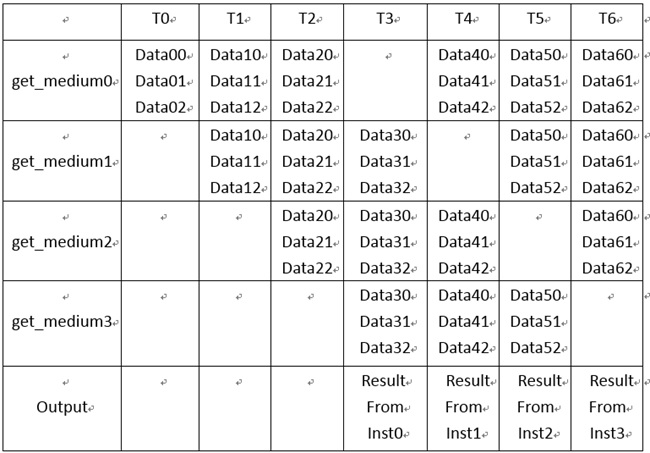 T0 T1 T2 T3 T4 T5 T6
get_medium0 Data00 Data10 Data20 Data40 Data50 Data60
Data01 Data11 Data21 Data41 Data51 Data61
Data02 Data12 Data22 Data42 Data52 Data62
get_medium1 Data10 Data20 Data30 Data50 Data60
Data11 Data21 Data31 Data51 Data61
Data12 Data22 Data32 Data52 Data62
get_medium2 Data20 Data30 Data40 Data60
Data21 Data31 Data41 Data61
Data22 Data32 Data42 Data62
get_medium3 Data30 Data40 Data50
Data31 Data41 Data51
Data32 Data42 Data52
Output Result Result Result Result
From From From From
Inst0 Inst1 Inst2 Inst3